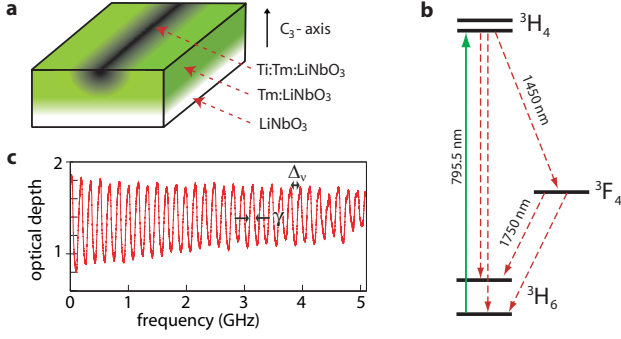 a
C₃- axis
Ti:Tm:LiNbO₃
Tm:LiNbO₃
LiNbO₃
b
³H₄
1450 nm
795.5 nm
³F₄
1750 nm
³H₆
c
2
1
optical depth
Δν
γ
0 1 2 3 4 5
frequency (GHz)